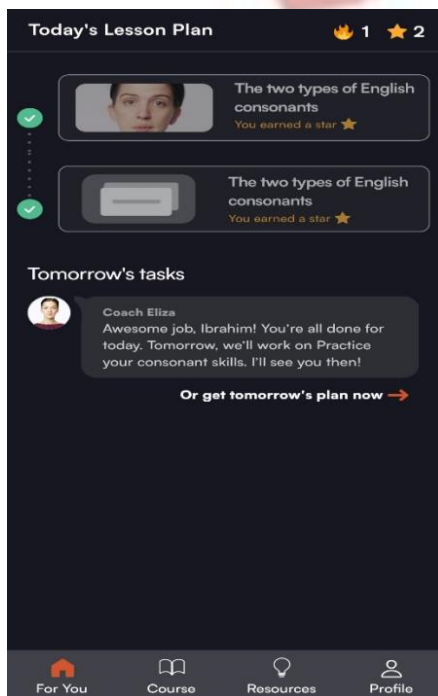 Today's Lesson Plan
1
2
The two types of English
consonants
You earned a star
The two types of English
consonants
You earned a star
Tomorrow's tasks
Coach Eliza
Awesome job, Ibrahim! You're all done for
today. Tomorrow, we'll work on Practice
your consonant skills. I'll see you then!
Or get tomorrow's plan now
For You
Course
Resources
Profile